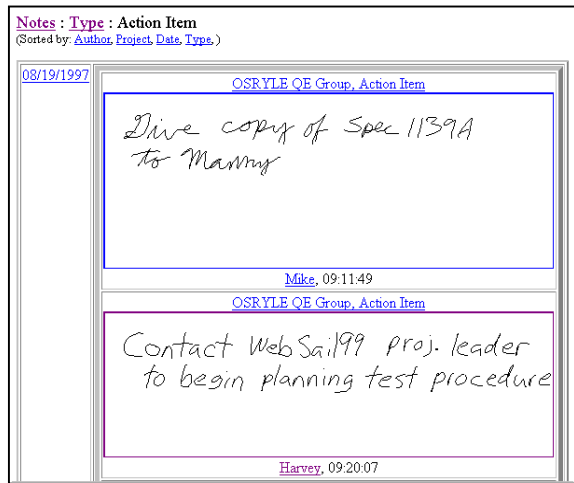 Notes : Type : Action Item
(Sorted by: Author, Project, Date, Type, )
08/19/1997
OSRYLE QE Group, Action Item
Give copy of Spec 1139A
to Manny
Mike, 09:11:49
OSRYLE QE Group, Action Item
Contact WebSail99 proj. leader
to begin planning test procedure
Harvey, 09:20:07